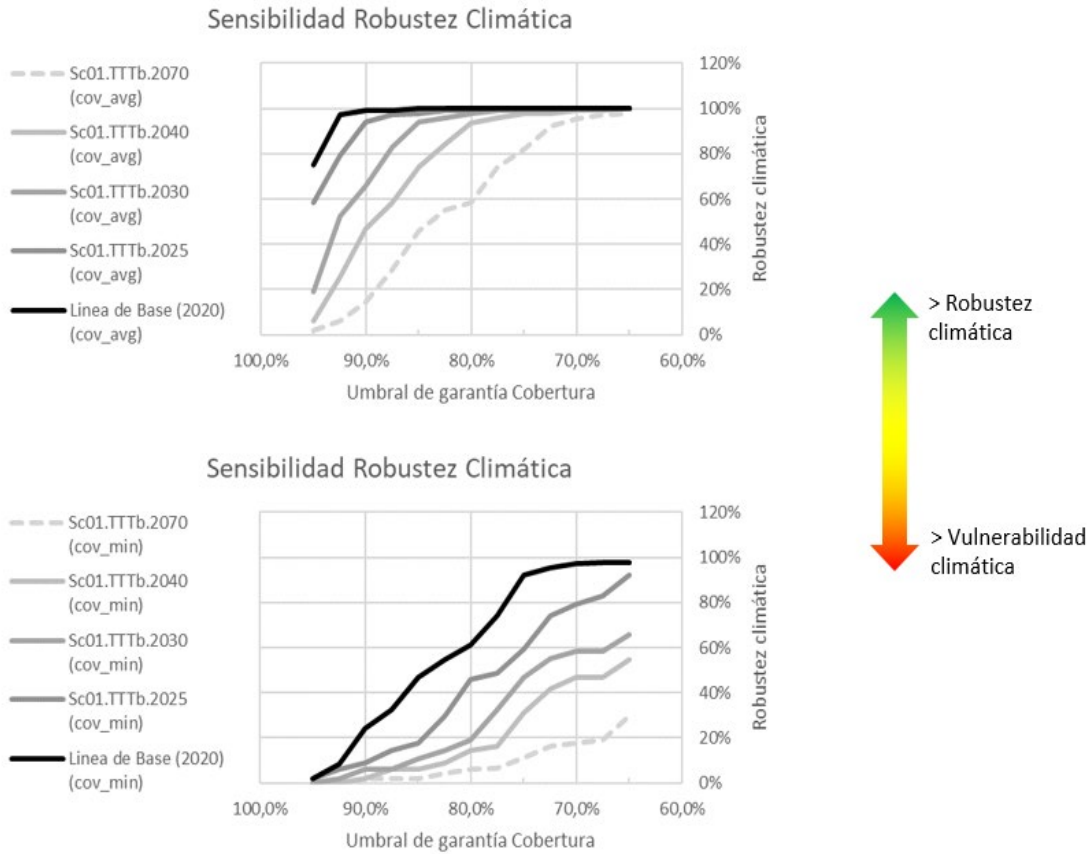 Sensibilidad Robustez Climática
Sc01.TTTb.2070
(cov_avg)
Sc01.TTTb.2040
(cov_avg)
Sc01.TTTb.2030
(cov_avg)
Sc01.TTTb.2025
(cov_avg)
Linea de Base (2020)
(cov_avg)
120%
100%
80%
60%
40%
20%
0%
Robustez climática
100,0%
90,0%
80,0%
70,0%
60,0%
Umbral de garantía Cobertura
> Robustez
climática
> Vulnerabilidad
climática
Sensibilidad Robustez Climática
Sc01.TTTb.2070
(cov_min)
Sc01.TTTb.2040
(cov_min)
Sc01.TTTb.2030
(cov_min)
Sc01.TTTb.2025
(cov_min)
Linea de Base (2020)
(cov_min)
120%
100%
80%
60%
40%
20%
0%
Robustez climática
100,0%
90,0%
80,0%
70,0%
60,0%
Umbral de garantía Cobertura